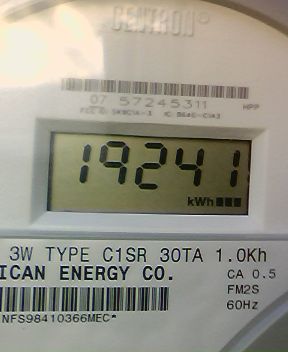 CENTRON®
07 57245311 HPP
19241
kWh
3W TYPE C1SR 30TA 1.0Kh
ICAN ENERGY CO. CA 0.5
FM2S
60Hz
NFS98410366MEC*